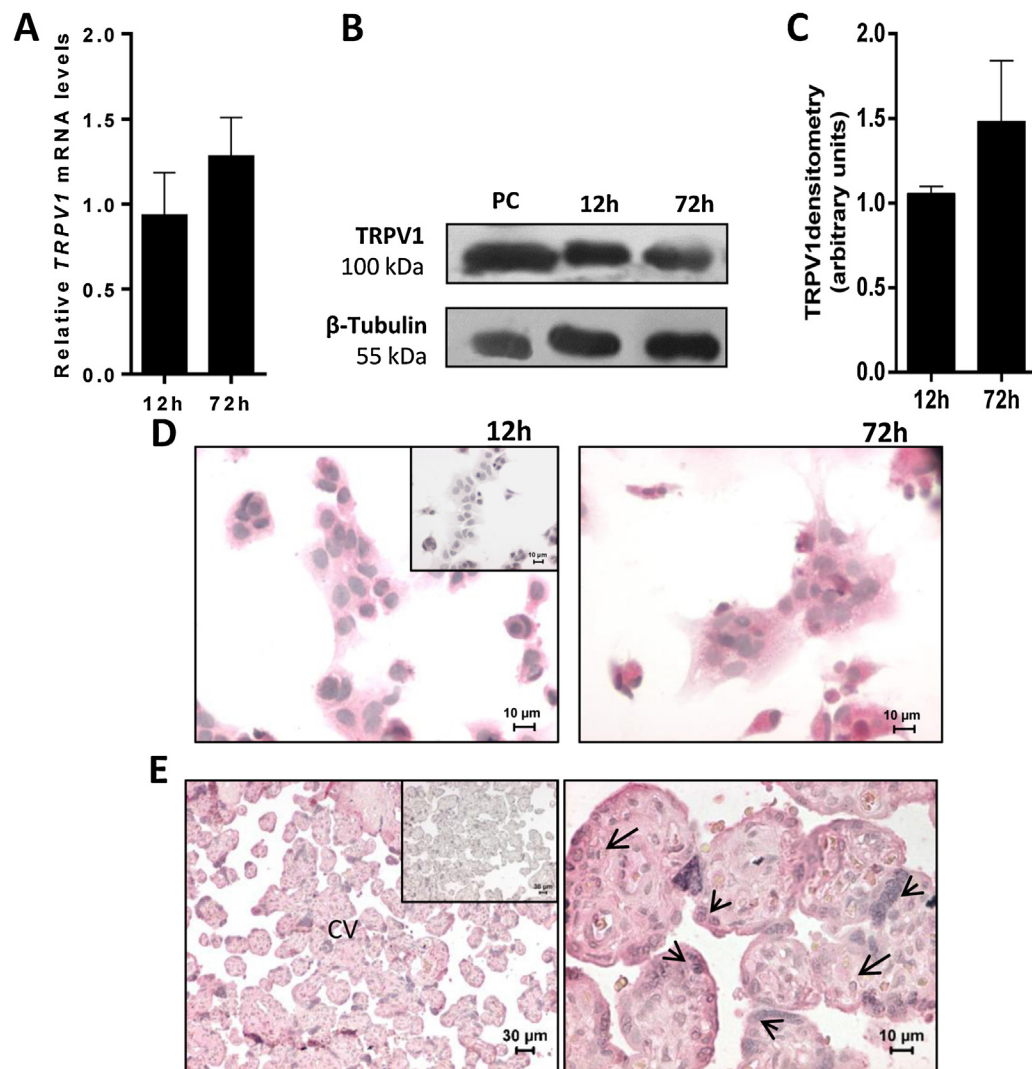 A
Relative TRPV1 mRNA levels
2.0
1.5
1.0
0.5
0.0
12h 72h
B
PC 12h 72h
TRPV1
100 kDa
β-Tubulin
55 kDa
C
TRPV1densitometry
(arbitrary units)
2.0
1.5
1.0
0.5
0.0
12h 72h
D
12h
72h
10 µm
10 µm
10 µm
E
CV
30 µm
30 µm
10 µm